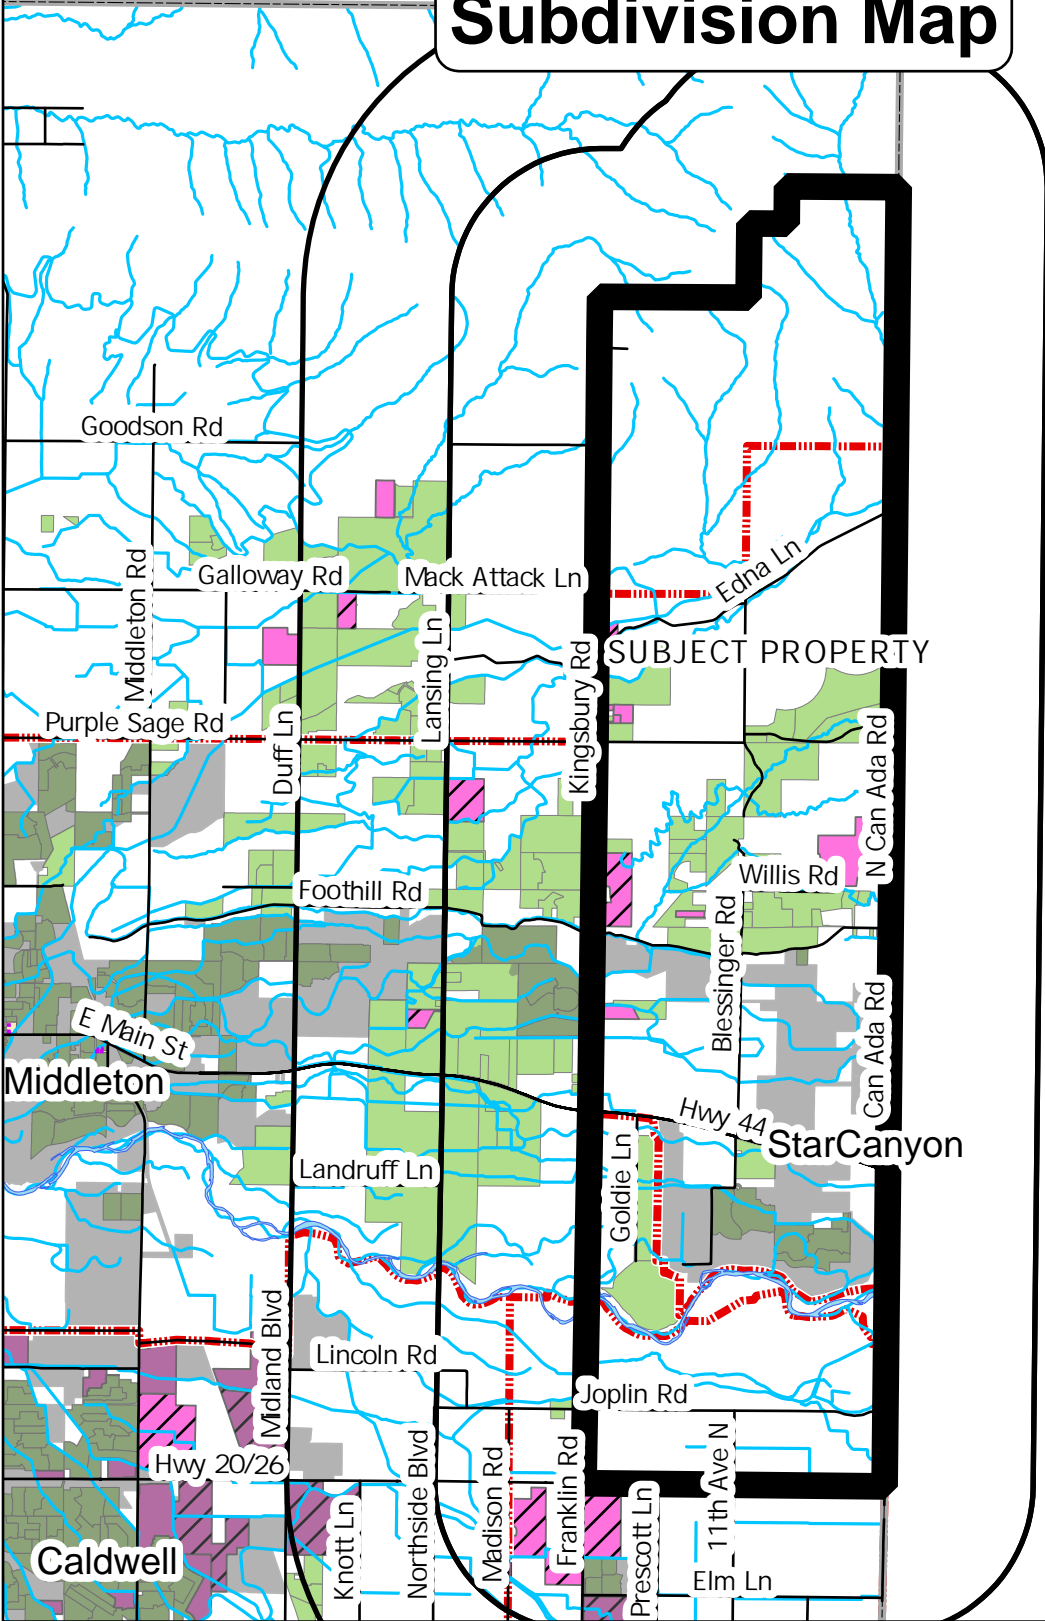 Subdivision Map
Goodson Rd
Middleton Rd
Galloway Rd
Mack Attack Ln
Edna Ln
Lansing Ln
Kingsbury Rd
SUBJECT PROPERTY
Purple Sage Rd
Duff Ln
N Can Ada Rd
Foothill Rd
Willis Rd
Blessinger Rd
E Main St
Can Ada Rd
Middleton
Hwy 44
StarCanyon
Landruff Ln
Goldie Ln
Midland Blvd
Lincoln Rd
Joplin Rd
Hwy 20/26
Northside Blvd
Madison Rd
Franklin Rd
11th Ave N
Knott Ln
Prescott Ln
Caldwell
Elm Ln